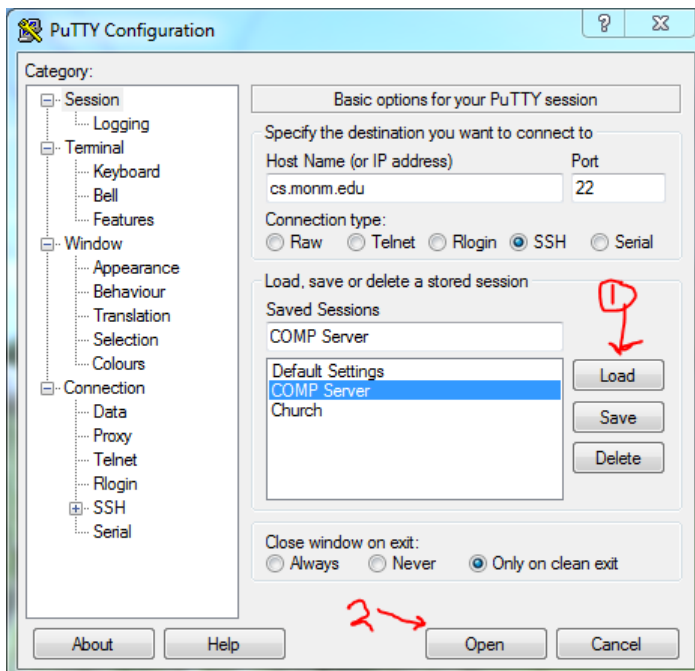 PuTTY Configuration
Category:
Session
Logging
Terminal
Keyboard
Bell
Features
Window
Appearance
Behaviour
Translation
Selection
Colours
Connection
Data
Proxy
Telnet
Rlogin
SSH
Serial
Basic options for your PuTTY session
Specify the destination you want to connect to
Host Name (or IP address) Port
cs.monm.edu 22
Connection type:
Raw Telnet Rlogin SSH Serial
Load, save or delete a stored session
1
Saved Sessions
COMP Server
Default Settings
COMP Server
Church
Load
Save
Delete
Close window on exit:
Always Never Only on clean exit
2
About Help Open Cancel